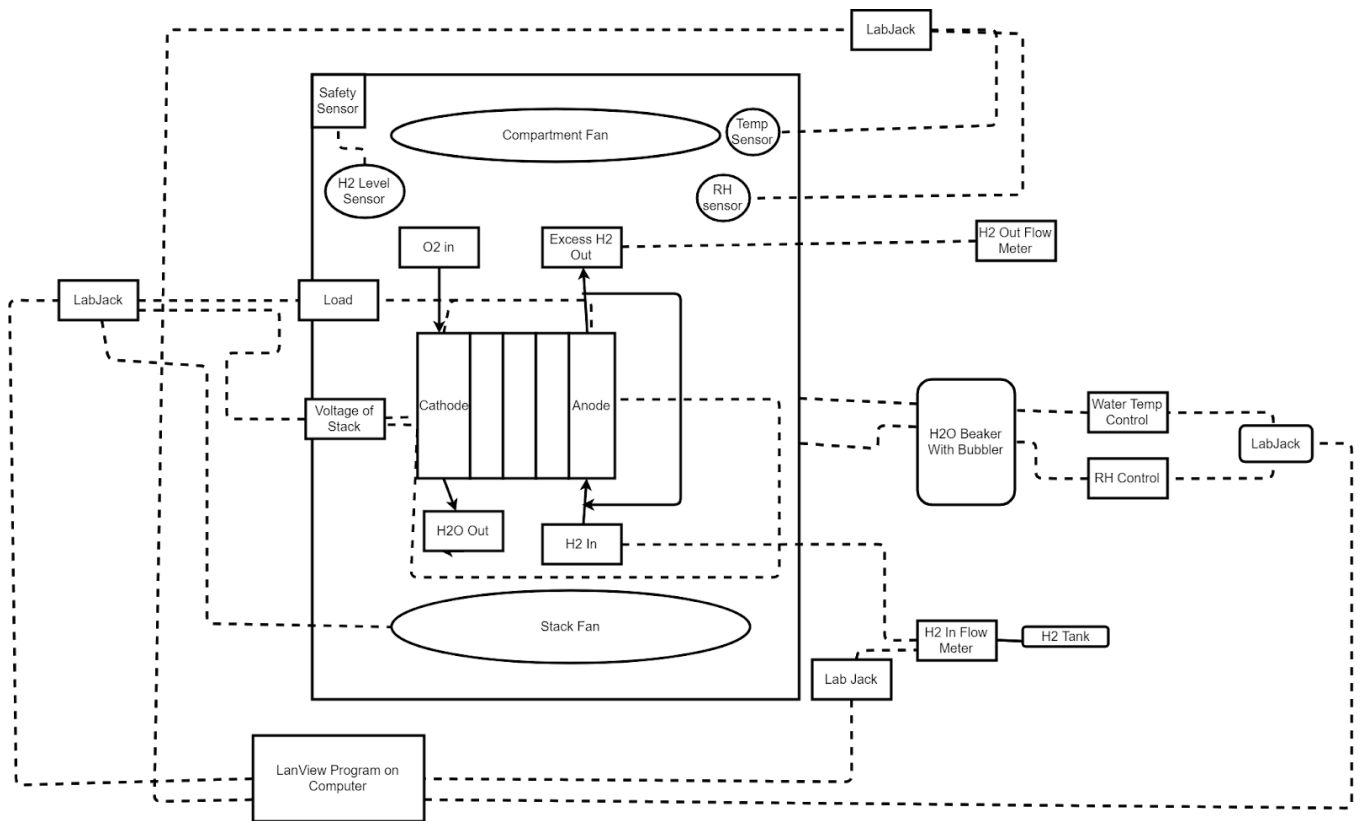 LabJack
Safety
Sensor
Compartment Fan
Temp
Sensor
H2 Level
Sensor
RH
sensor
O2 in
Excess H2
Out
H2 Out Flow
Meter
LabJack
Load
Voltage of
Stack
Cathode
Anode
H2O Beaker
With Bubbler
Water Temp
Control
LabJack
RH Control
H2O Out
H2 In
Stack Fan
H2 In Flow
Meter
H2 Tank
Lab Jack
LanView Program on
Computer